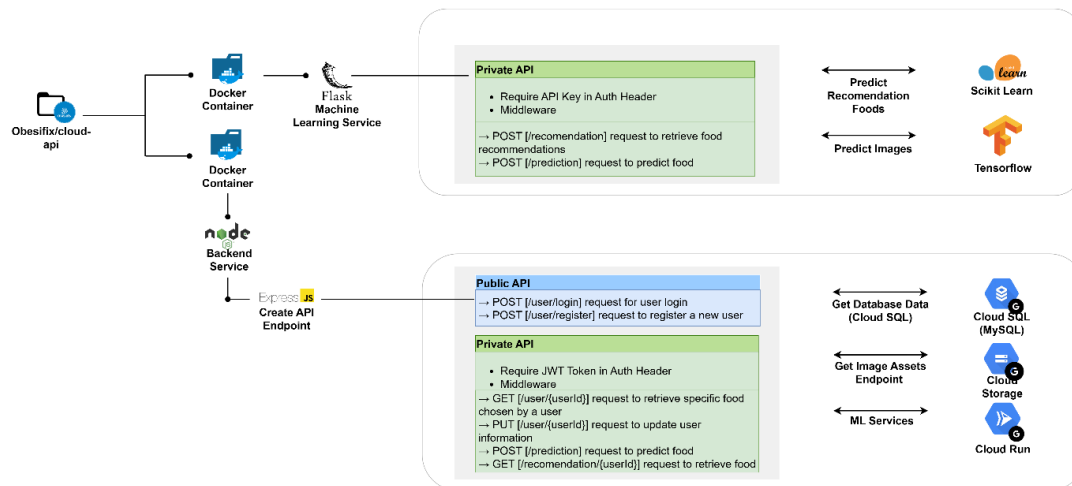 Obesifix/cloud-
api
Docker
Container
Docker
Container
Flask
Machine
Learning Service
node
JS
Backend
Service
Express JS
Create API
Endpoint
Private API
• Require API Key in Auth Header
• Middleware
→ POST [/recomendation] request to retrieve food
recommendations
→ POST [/prediction] request to predict food
Predict
Recomendation
Foods
Predict Images
learn
Scikit Learn
Tensorflow
Public API
→ POST [/user/login] request for user login
→ POST [/user/register] request to register a new user
Private API
• Require JWT Token in Auth Header
• Middleware
→ GET [/user/{userId}] request to retrieve specific food
chosen by a user
→ PUT [/user/{userId}] request to update user
information
→ POST [/prediction] request to predict food
→ GET [/recomendation/{userId}] request to retrieve food
Get Database Data
(Cloud SQL)
Get Image Assets
Endpoint
ML Services
G
Cloud SQL
(MySQL)
G
Cloud
Storage
G
Cloud Run